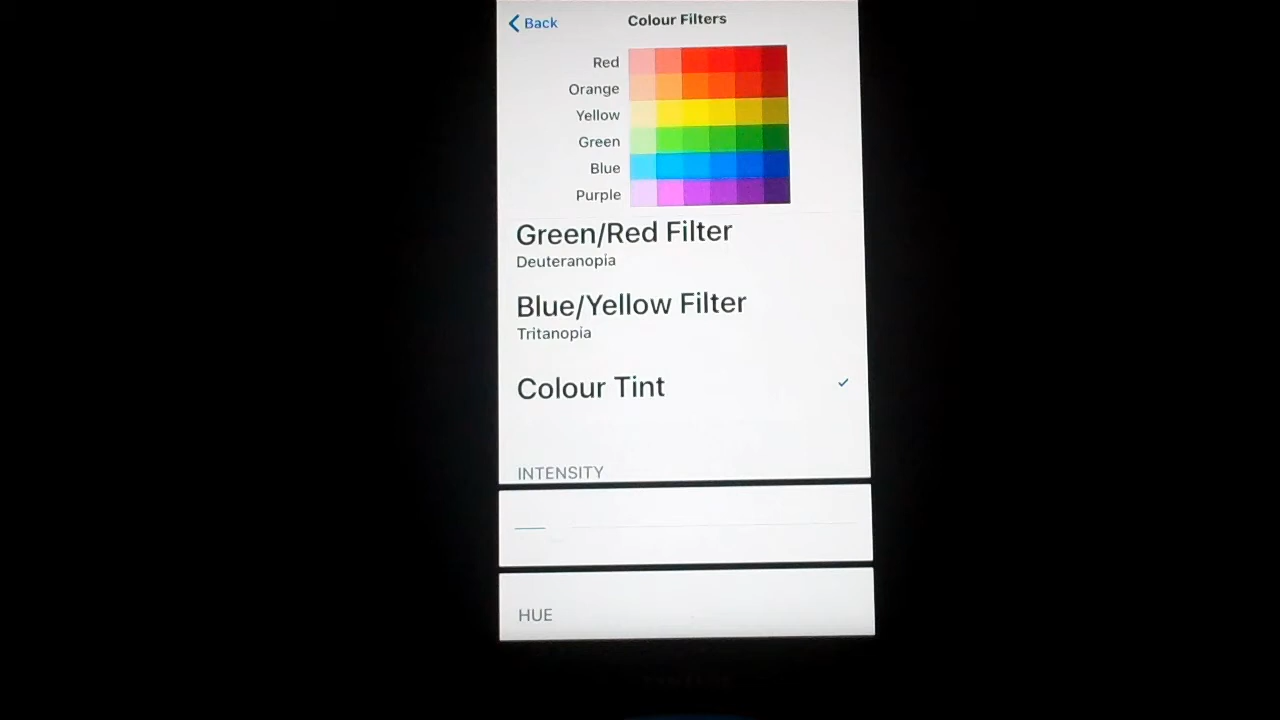 Back
Colour Filters
Red
Orange
Yellow
Green
Blue
Purple
Green/Red Filter
Deuteranopia
Blue/Yellow Filter
Tritanopia
Colour Tint
INTENSITY
HUE